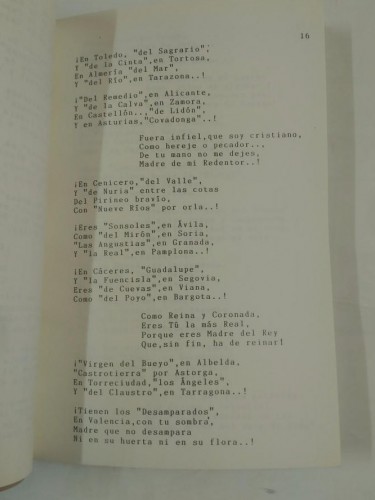 16
¡En Toledo, "del Sagrario",
Y "de la Cinta",en Tortosa,
En Almería "del Mar",
Y "del Río",en Tarazona..!
¡"Del Remedio",en Alicante,
Y "de la Calva",en Zamora,
En Castellón..."de Lidón",
Y en Asturias,"Covadonga"..!
Fuera infiel,que soy cristiano,
Como hereje o pecador..,
De tu mano no me dejes,
Madre de mi Redentor..!
¡En Cenicero,"del Valle",
Y "de Nuria" entre las cotas
Del Pirineo bravío,
Con "Nueve Ríos" por orla..!
¡Eres "Sonsoles",en Ávila,
Como "del Mirón",en Soria,
"Las Angustias",en Granada,
Y "la Real",en Pamplona..!
¡En Cáceres, "Guadalupe",
Y "la Fuencisla",en Segovia,
Eres "de Cuevas",en Viana,
Como "del Poyo",en Bargota..!
Como Reina y Coronada,
Eres Tú la más Real,
Porque eres Madre del Rey
Que,sin fin, ha de reinar!
¡"Virgen del Bueyo",en Albelda,
"Castrotierra" por Astorga,
En Torreciudad,"los Ángeles",
Y "del Claustro",en Tarragona..!
¡Tienen los "Desamparados",
En Valencia,con tu sombra,
Madre que no desampara
Ni en su huerta ni en su flora..!